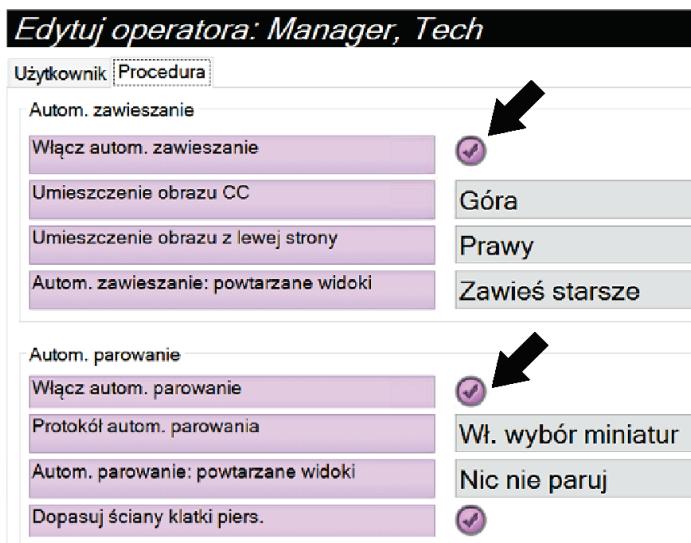 Edytuj operatora: Manager, Tech
Użytkownik Procedura
Autom. zawieszanie
Włącz autom. zawieszanie
Umieszczenie obrazu CC Góra
Umieszczenie obrazu z lewej strony Prawy
Autom. zawieszanie: powtarzane widoki Zawieś starsze
Autom. parowanie
Włącz autom. parowanie
Protokół autom. parowania Wł. wybór miniatur
Autom. parowanie: powtarzane widoki Nic nie paruj
Dopasuj ściany klatki piers.